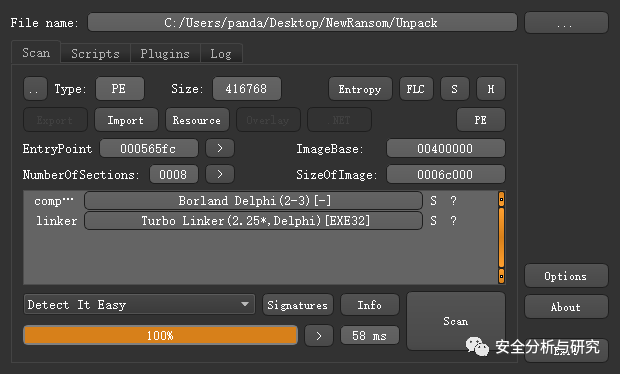 File name: C:/Users/panda/Desktop/NewRansom/Unpack ...
Scan Scripts Plugins Log
.. Type: PE Size: 416768 Entropy FLC S H
Export Import Resource Overlay .NET PE
EntryPoint 000565fc > ImageBase: 00400000
NumberOfSections: 0008 > SizeOfImage: 0006c000
comp… Borland Delphi(2-3)[-] S ?
linker Turbo Linker(2.25*,Delphi)[EXE32] S ?
Options
Detect It Easy Signatures Info Scan About
100% > 58 ms
安全分析与研究